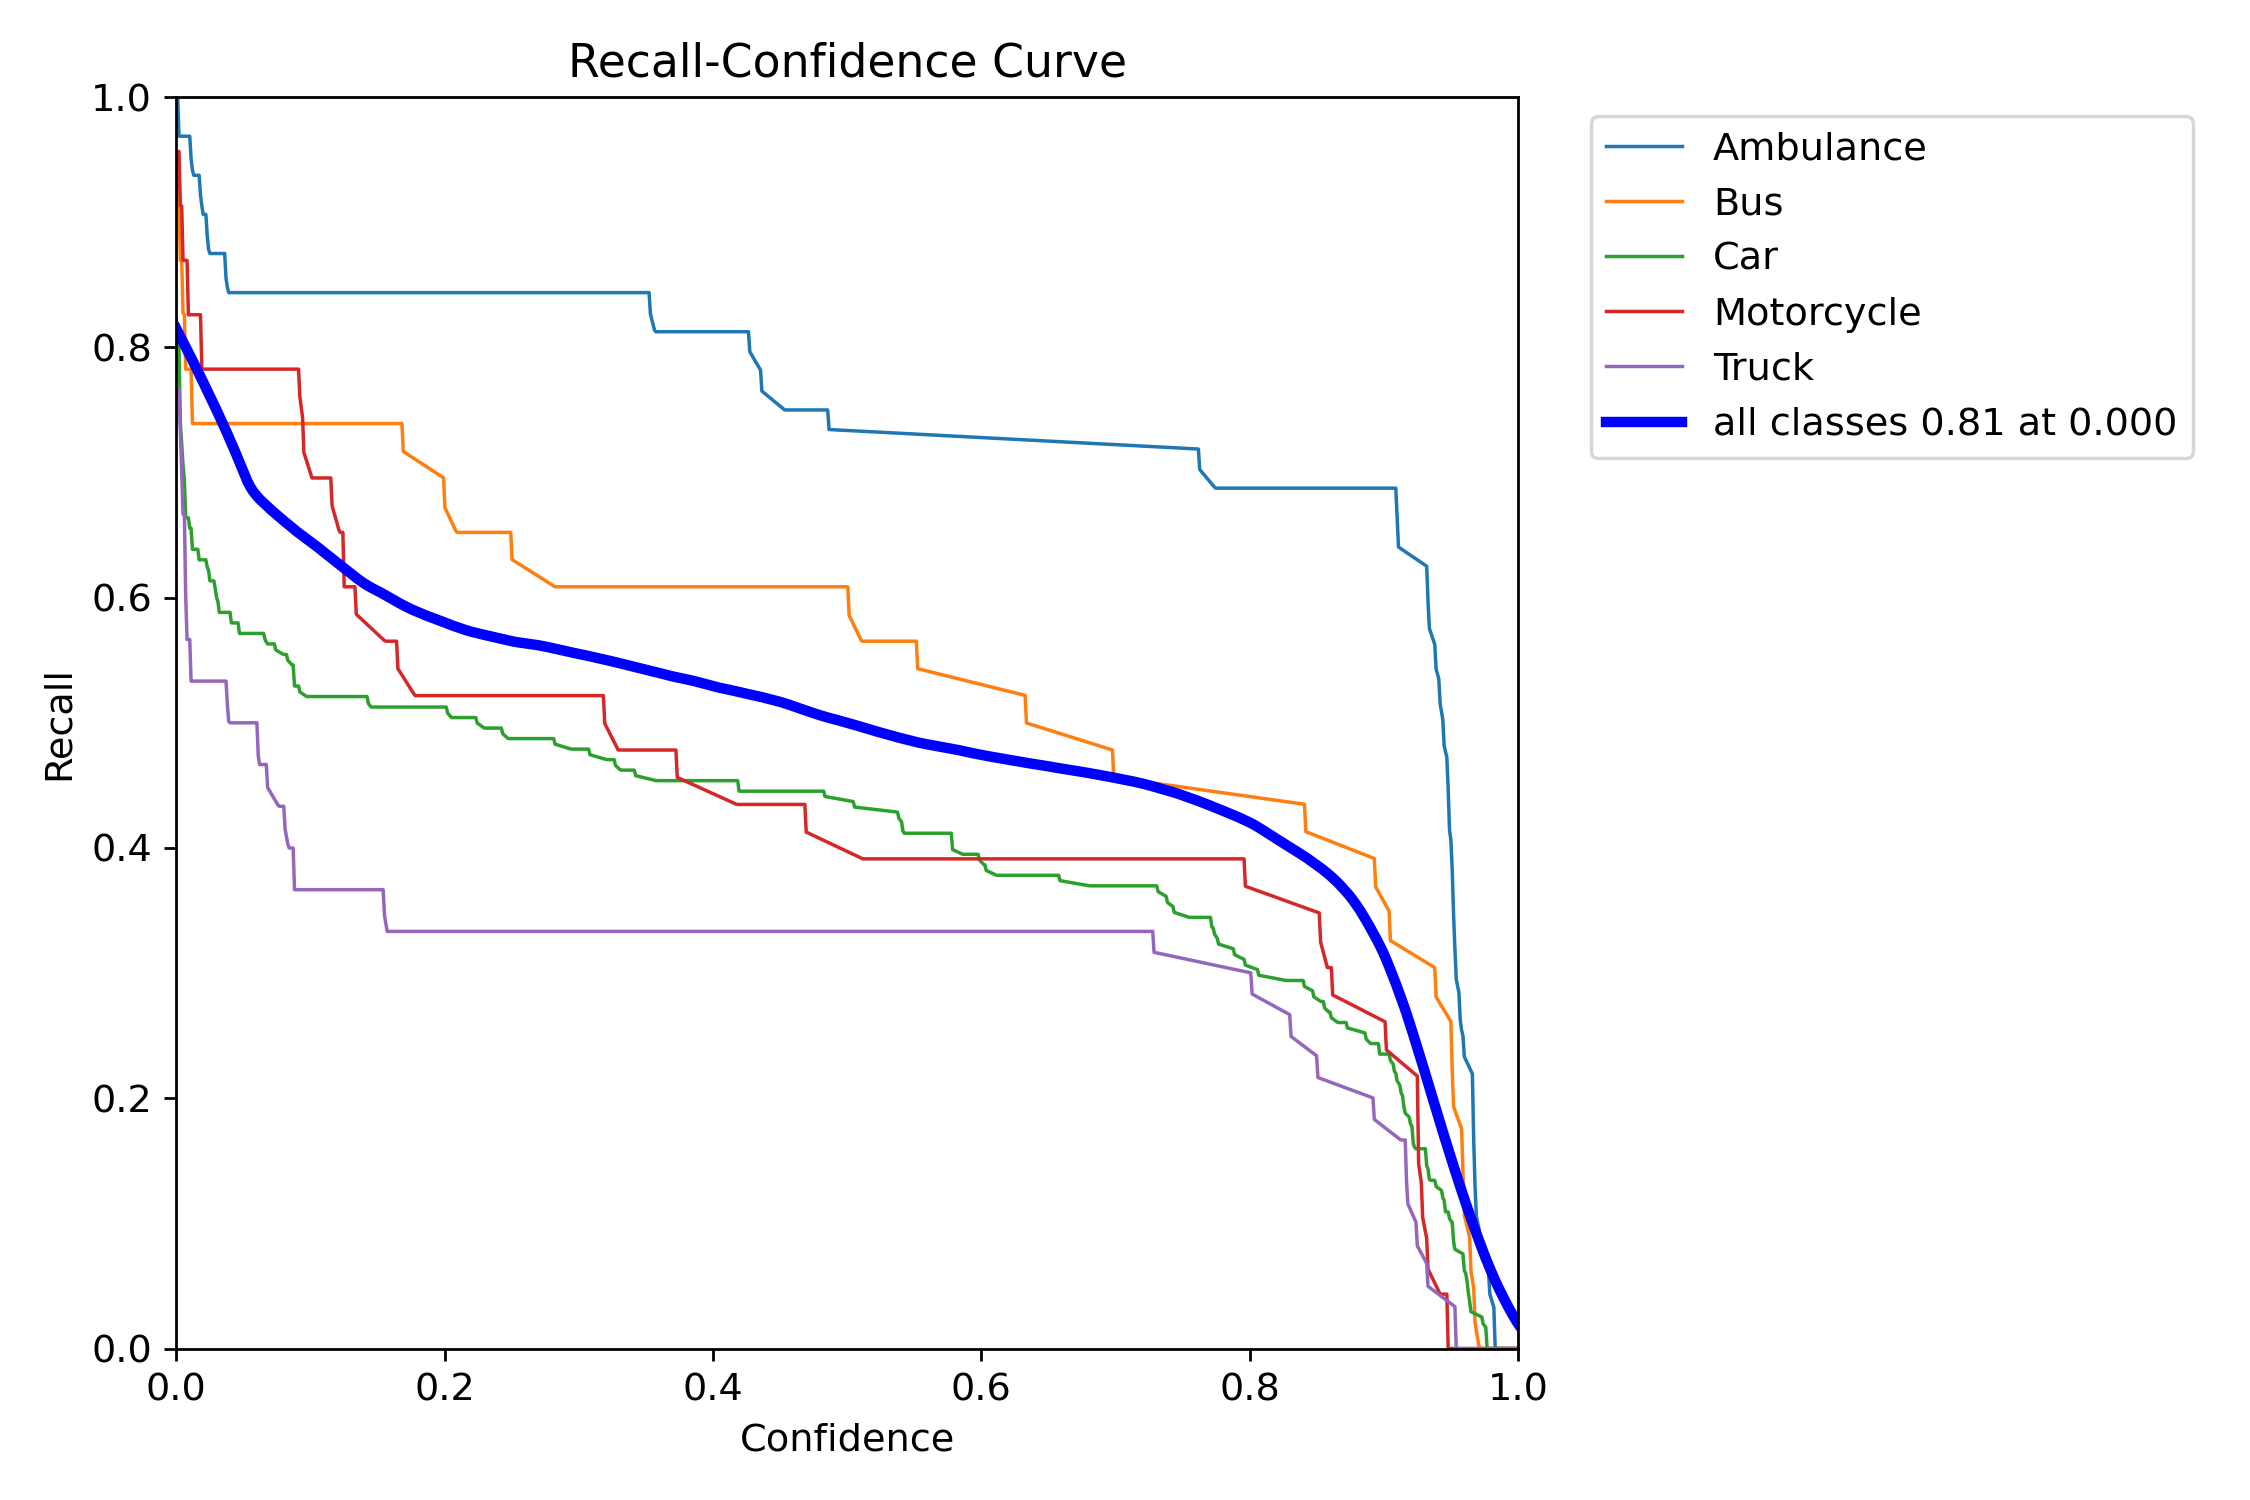 Recall-Confidence Curve
1.0
0.8
0.6
0.4
0.2
0.0
Recall
0.0 0.2 0.4 0.6 0.8 1.0
Confidence
Ambulance
Bus
Car
Motorcycle
Truck
all classes 0.81 at 0.000